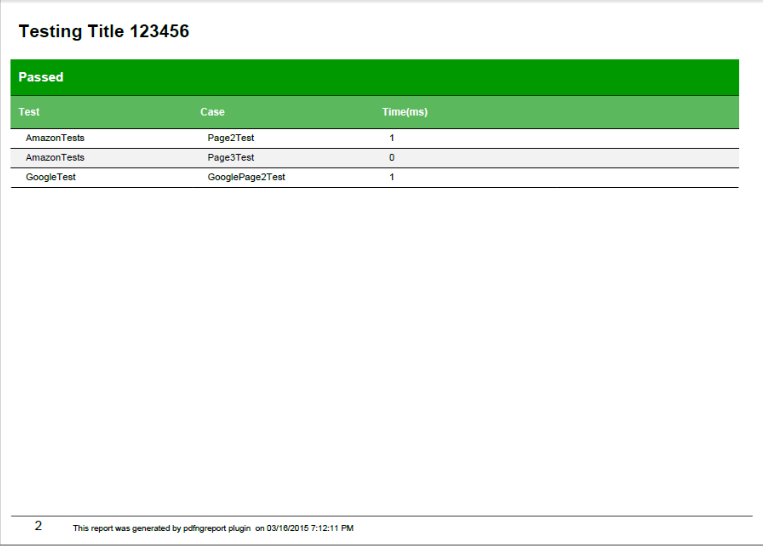 Testing Title 123456
Passed
Test Case Time(ms)
AmazonTests Page2Test 1
AmazonTests Page3Test 0
GoogleTest GooglePage2Test 1
2 This report was generated by pdfngreport plugin on 03/16/2015 7:12:11 PM